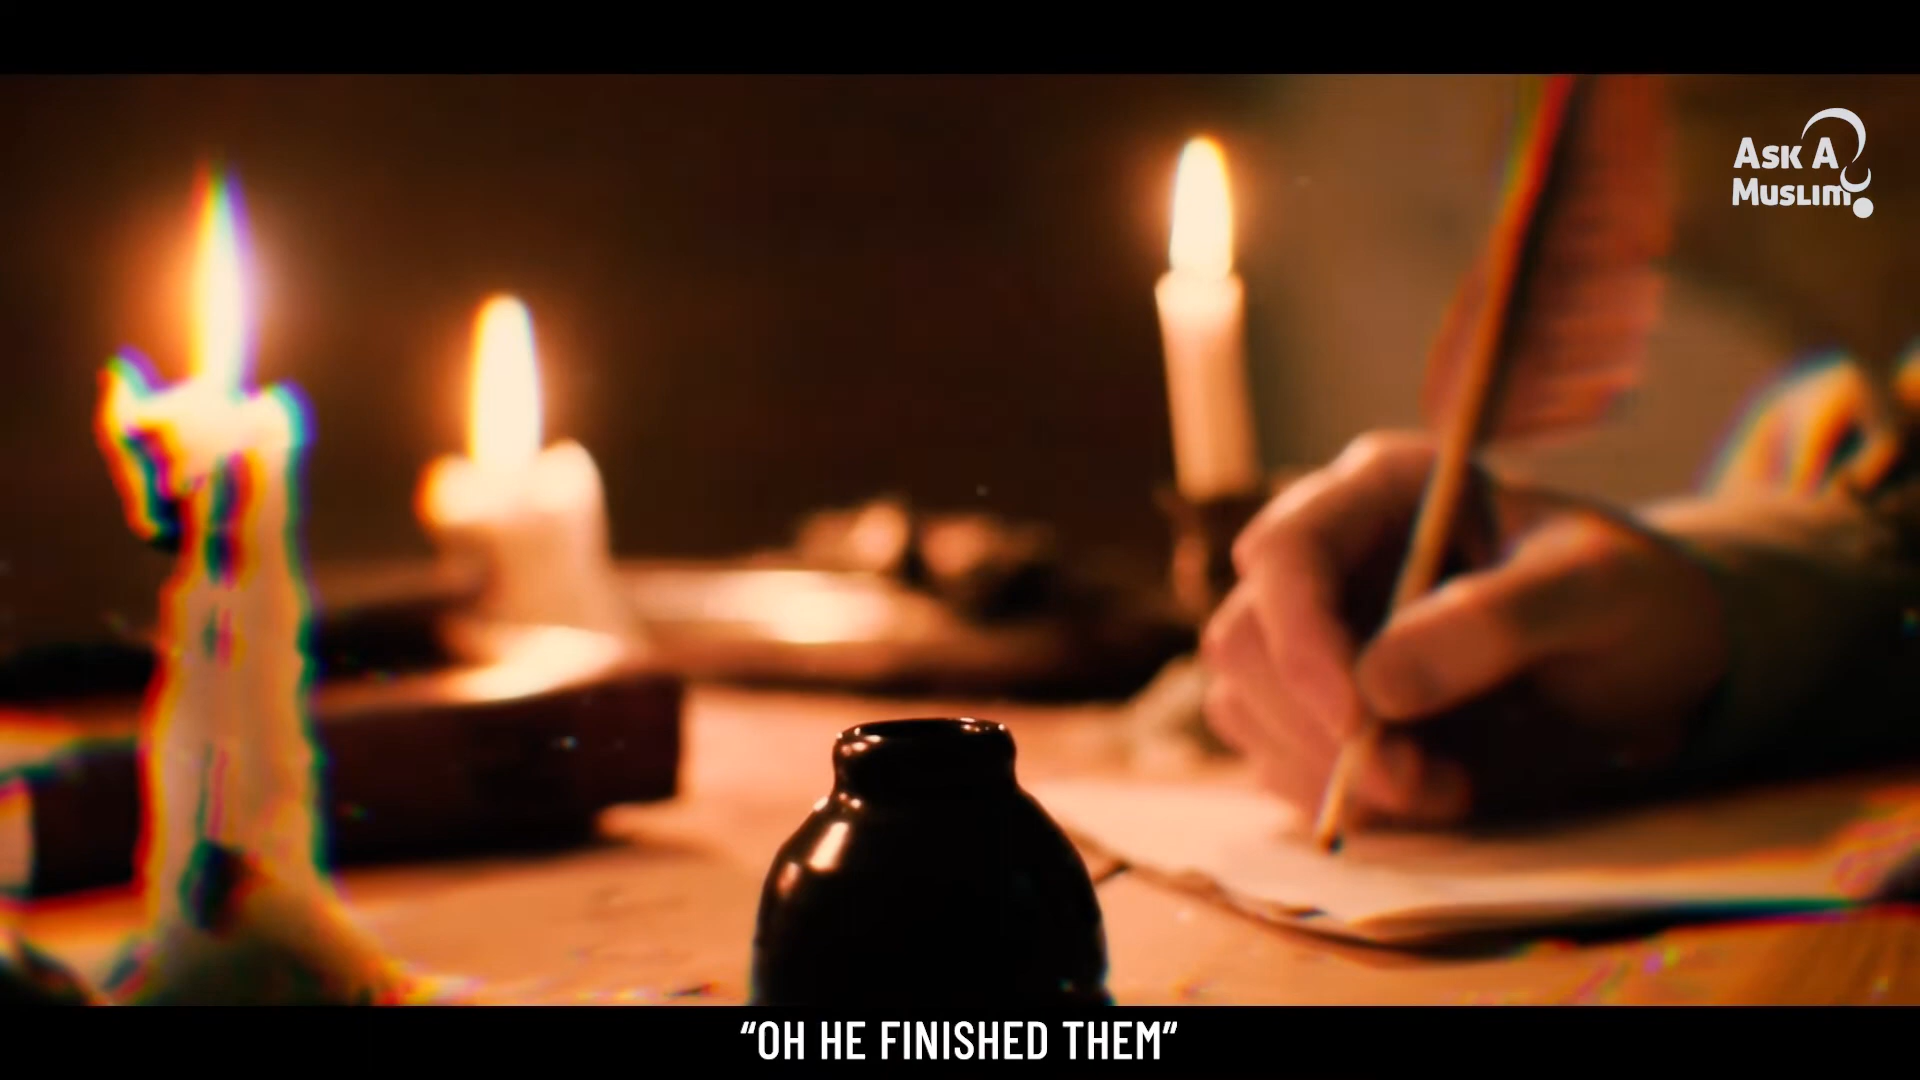 Ask A
Muslim
“OH HE FINISHED THEM”